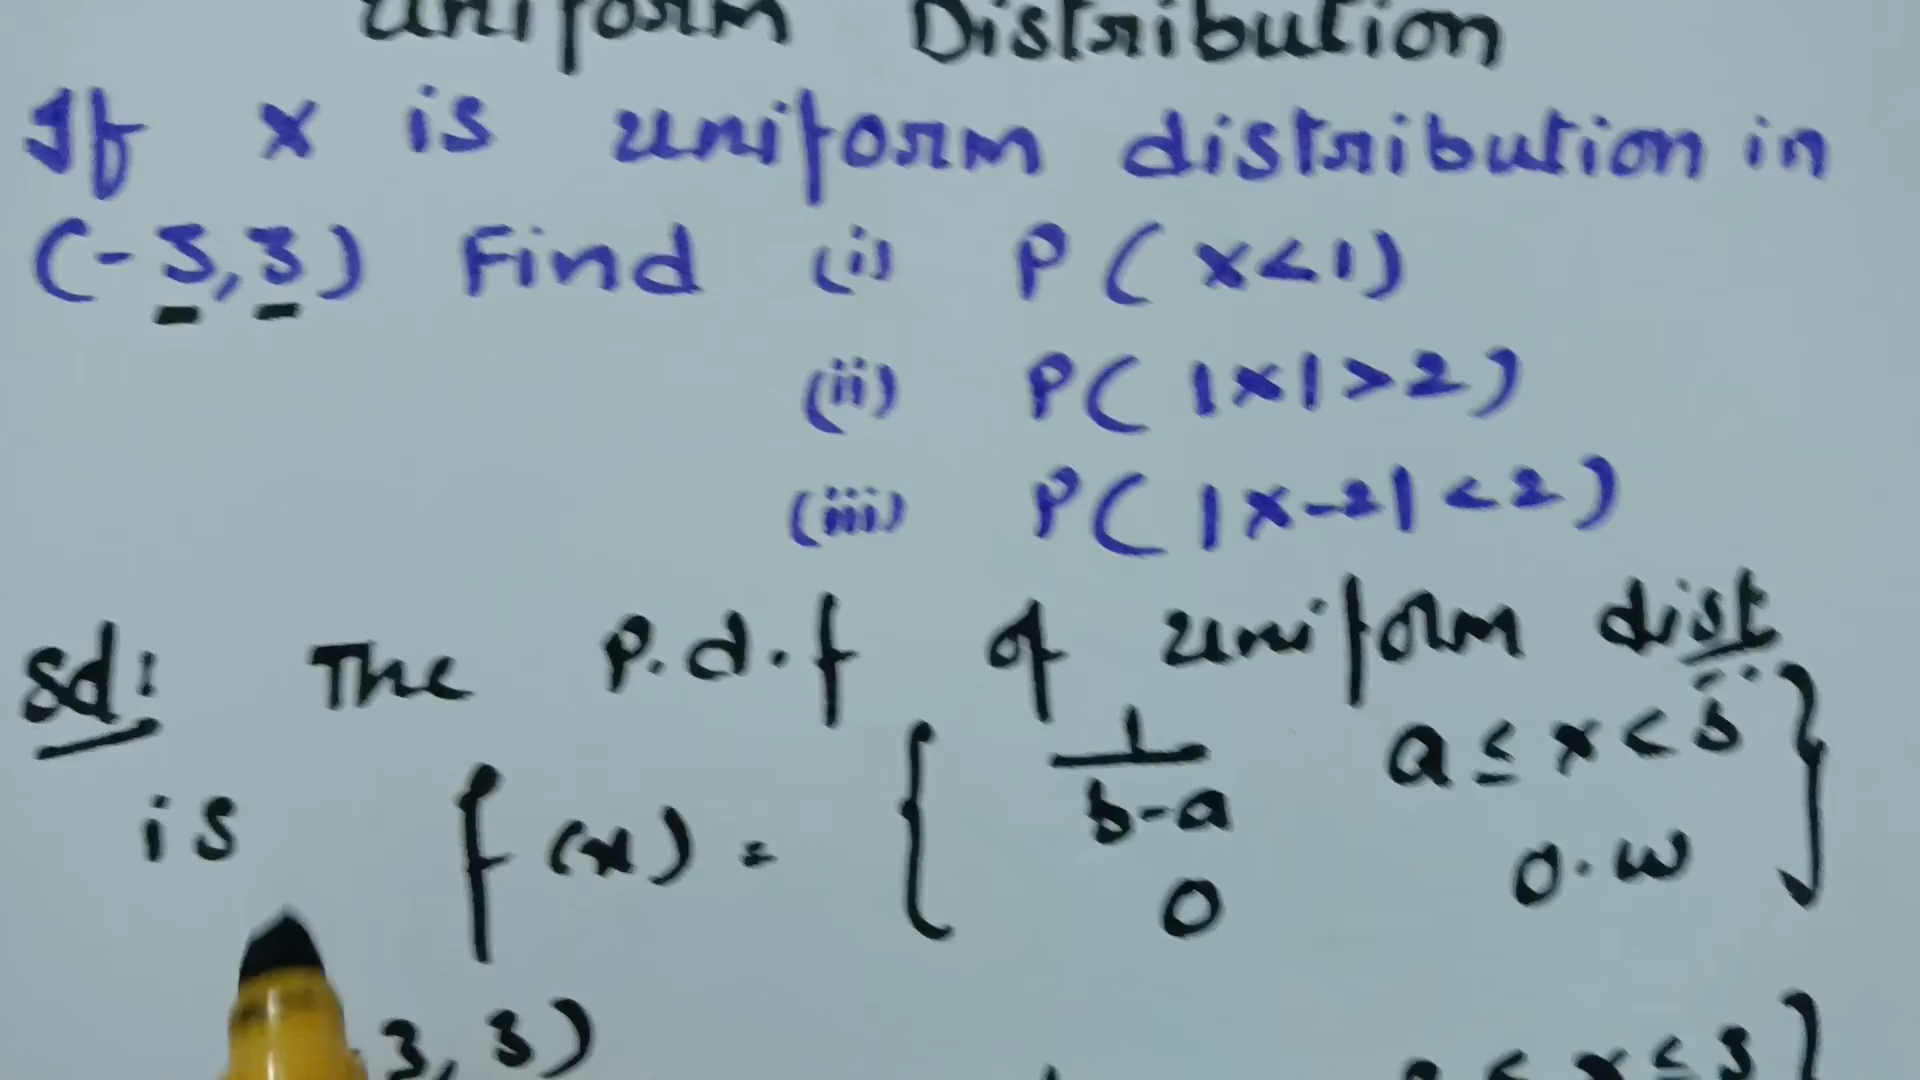 Uniform Distribution
If x is uniform distribution in
(-3,3) Find (i) P(x<1)
(ii) P(|x|>2)
(iii) P(|x-2|<2)
Sol: The P.d.f of uniform dist
is f(x) = { 1/b-a a≤x<b
0 o.w }
3, 3)
≤x≤3}